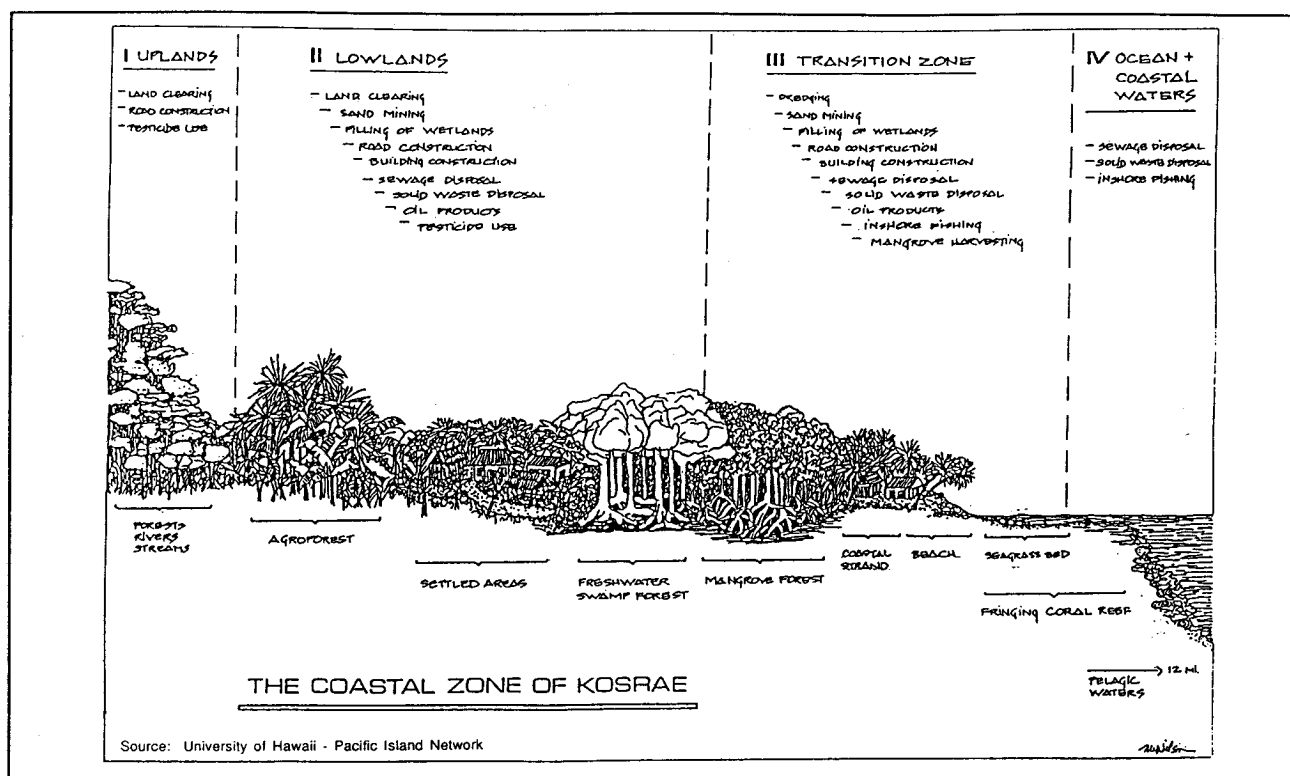 I UPLANDS
- LAND CLEARING
- ROAD CONSTRUCTION
- PESTICIDE USE
II LOWLANDS
- LAND CLEARING
- SAND MINING
- FILLING OF WETLANDS
- ROAD CONSTRUCTION
- BUILDING CONSTRUCTION
- SEWAGE DISPOSAL
- SOLID WASTE DISPOSAL
- OIL PRODUCTS
- PESTICIDE USE
III TRANSITION ZONE
- DREDGING
- SAND MINING
- FILLING OF WETLANDS
- ROAD CONSTRUCTION
- BUILDING CONSTRUCTION
- SEWAGE DISPOSAL
- SOLID WASTE DISPOSAL
- OIL PRODUCTS
- INSHORE FISHING
- MANGROVE HARVESTING
IV OCEAN +
COASTAL
WATERS
- SEWAGE DISPOSAL
- SOLID WASTE DISPOSAL
- INSHORE FISHING
FORESTS
RIVERS
STREAMS
AGROFOREST
SETTLED AREAS
FRESHWATER
SWAMP FOREST
MANGROVE FOREST
COASTAL
STRAND
BEACH
SEAGRASS BED
FRINGING CORAL REEF
12 MI.
PELAGIC
WATERS
THE COASTAL ZONE OF KOSRAE
Source: University of Hawaii - Pacific Island Network